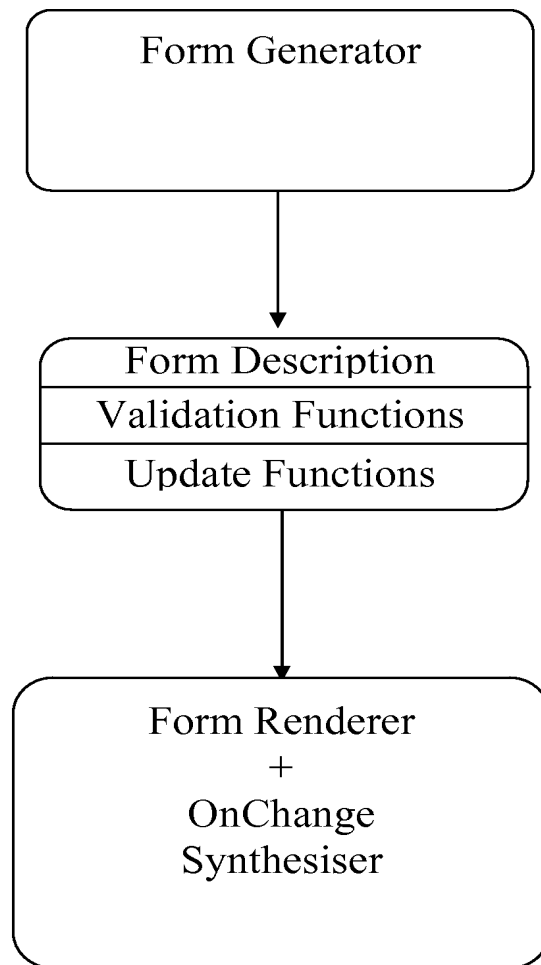 Form Generator
Form Description
Validation Functions
Update Functions
Form Renderer
+
OnChange
Synthesiser